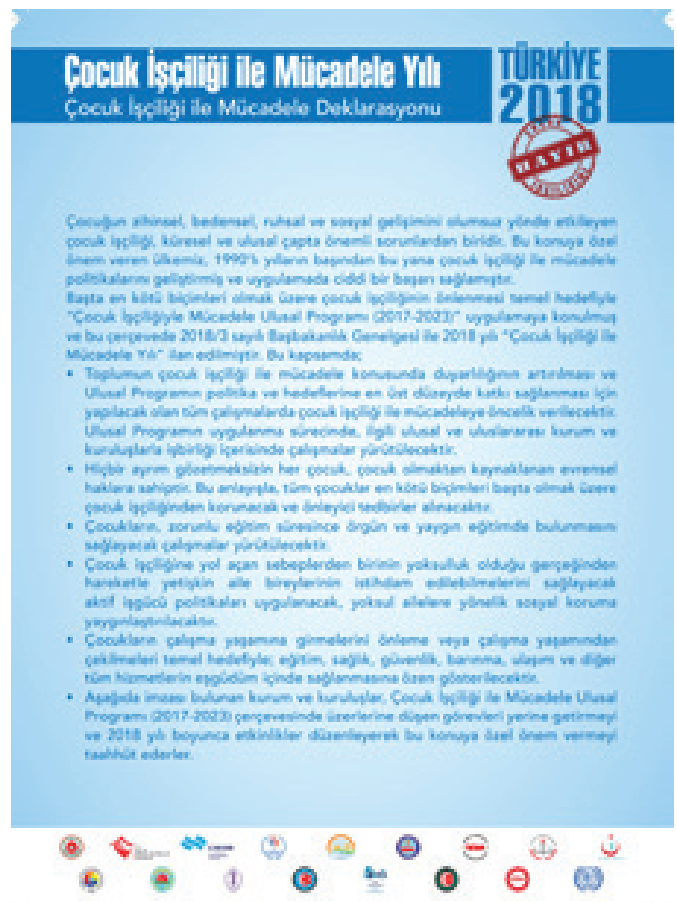 Çocuk İşçiliği ile Mücadele Yılı
Çocuk İşçiliği ile Mücadele Deklarasyonu
TÜRKİYE
2018
HAYIR
Çocuğun zihinsel, bedensel, ruhsal ve sosyal gelişimini olumsuz yönde etkileyen
çocuk işçiliği, küresel ve ulusal çapta önemli sorunlardan biridir. Bu konuya özel
önem veren ülkemiz, 1990'lı yılların başından bu yana çocuk işçiliği ile mücadele
politikalarını geliştirmiş ve uygulamada ciddi bir başarı sağlamıştır.
Başta en kötü biçimleri olmak üzere çocuk işçiliğinin önlenmesi temel hedefiyle
"Çocuk İşçiliğiyle Mücadele Ulusal Programı (2017-2023)" uygulamaya konulmuş
ve bu çerçevede 2018/3 sayılı Başbakanlık Genelgesi ile 2018 yılı "Çocuk İşçiliği ile
Mücadele Yılı" ilan edilmiştir. Bu kapsamda;
• Toplumun çocuk işçiliği ile mücadele konusunda duyarlılığının artırılması ve
Ulusal Programın politika ve hedeflerine en üst düzeyde katkı sağlanması için
yapılacak olan tüm çalışmalarda çocuk işçiliği ile mücadeleye öncelik verilecektir.
Ulusal Programın uygulanma sürecinde, ilgili ulusal ve uluslararası kurum ve
kuruluşlarla işbirliği içerisinde çalışmalar yürütülecektir.
• Hiçbir ayrım gözetmeksizin her çocuk, çocuk olmaktan kaynaklanan evrensel
haklara sahiptir. Bu anlayışla, tüm çocuklar en kötü biçimleri başta olmak üzere
çocuk işçiliğinden korunacak ve önleyici tedbirler alınacaktır.
• Çocukların, zorunlu eğitim süresince örgün ve yaygın eğitimde bulunmasını
sağlayacak çalışmalar yürütülecektir.
• Çocuk işçiliğine yol açan sebeplerden birinin yoksulluk olduğu gerçeğinden
hareketle yetişkin aile bireylerinin istihdam edilebilmelerini sağlayacak
aktif işgücü politikaları uygulanacak, yoksul ailelere yönelik sosyal koruma
yaygınlaştırılacaktır.
• Çocukların çalışma yaşamına girmelerini önleme veya çalışma yaşamından
çekilmeleri temel hedefiyle; eğitim, sağlık, güvenlik, barınma, ulaşım ve diğer
tüm hizmetlerin eşgüdüm içinde sağlanmasına özen gösterilecektir.
• Aşağıda imzası bulunan kurum ve kuruluşlar, Çocuk İşçiliği ile Mücadele Ulusal
Programı (2017-2023) çerçevesinde üzerlerine düşen görevleri yerine getirmeyi
ve 2018 yılı boyunca etkinlikler düzenleyerek bu konuya özel önem vermeyi
taahhüt ederler.